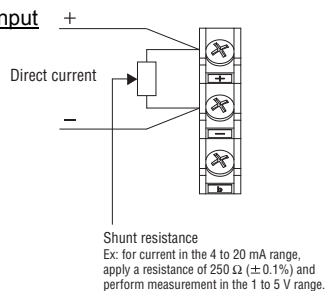 nput +
Direct current
+
−
−
b
Shunt resistance
Ex: for current in the 4 to 20 mA range,
apply a resistance of 250 Ω (±0.1%) and
perform measurement in the 1 to 5 V range.